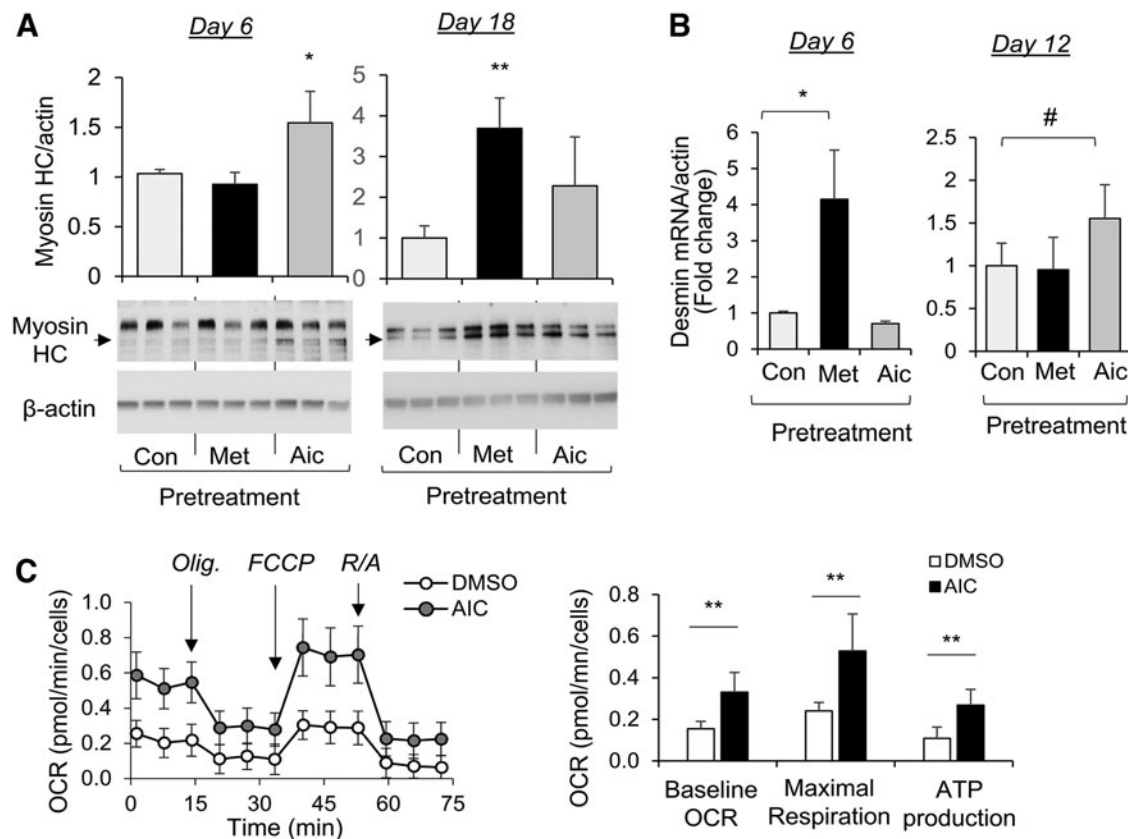 A
Day 6
Day 18
Myosin HC/actin
2
1.5
1
0.5
0
*
5
4
3
2
1
0
**
Myosin
HC
β-actin
Con Met Aic
Pretreatment
Con Met Aic
Pretreatment
B
Day 6
Day 12
Desmin mRNA/actin
(Fold change)
6
5
4
3
2
1
0
*
Con Met Aic
Pretreatment
2.5
2
1.5
1
0.5
0
#
Con Met Aic
Pretreatment
C
Olig. FCCP R/A
DMSO
AIC
OCR (pmol/min/cells)
1.0
0.8
0.6
0.4
0.2
0.0
0 15 30 45 60 75
Time (min)
DMSO
AIC
OCR (pmol/mn/cells)
0.8
0.6
0.4
0.2
0
**
**
**
Baseline
OCR
Maximal
Respiration
ATP
production